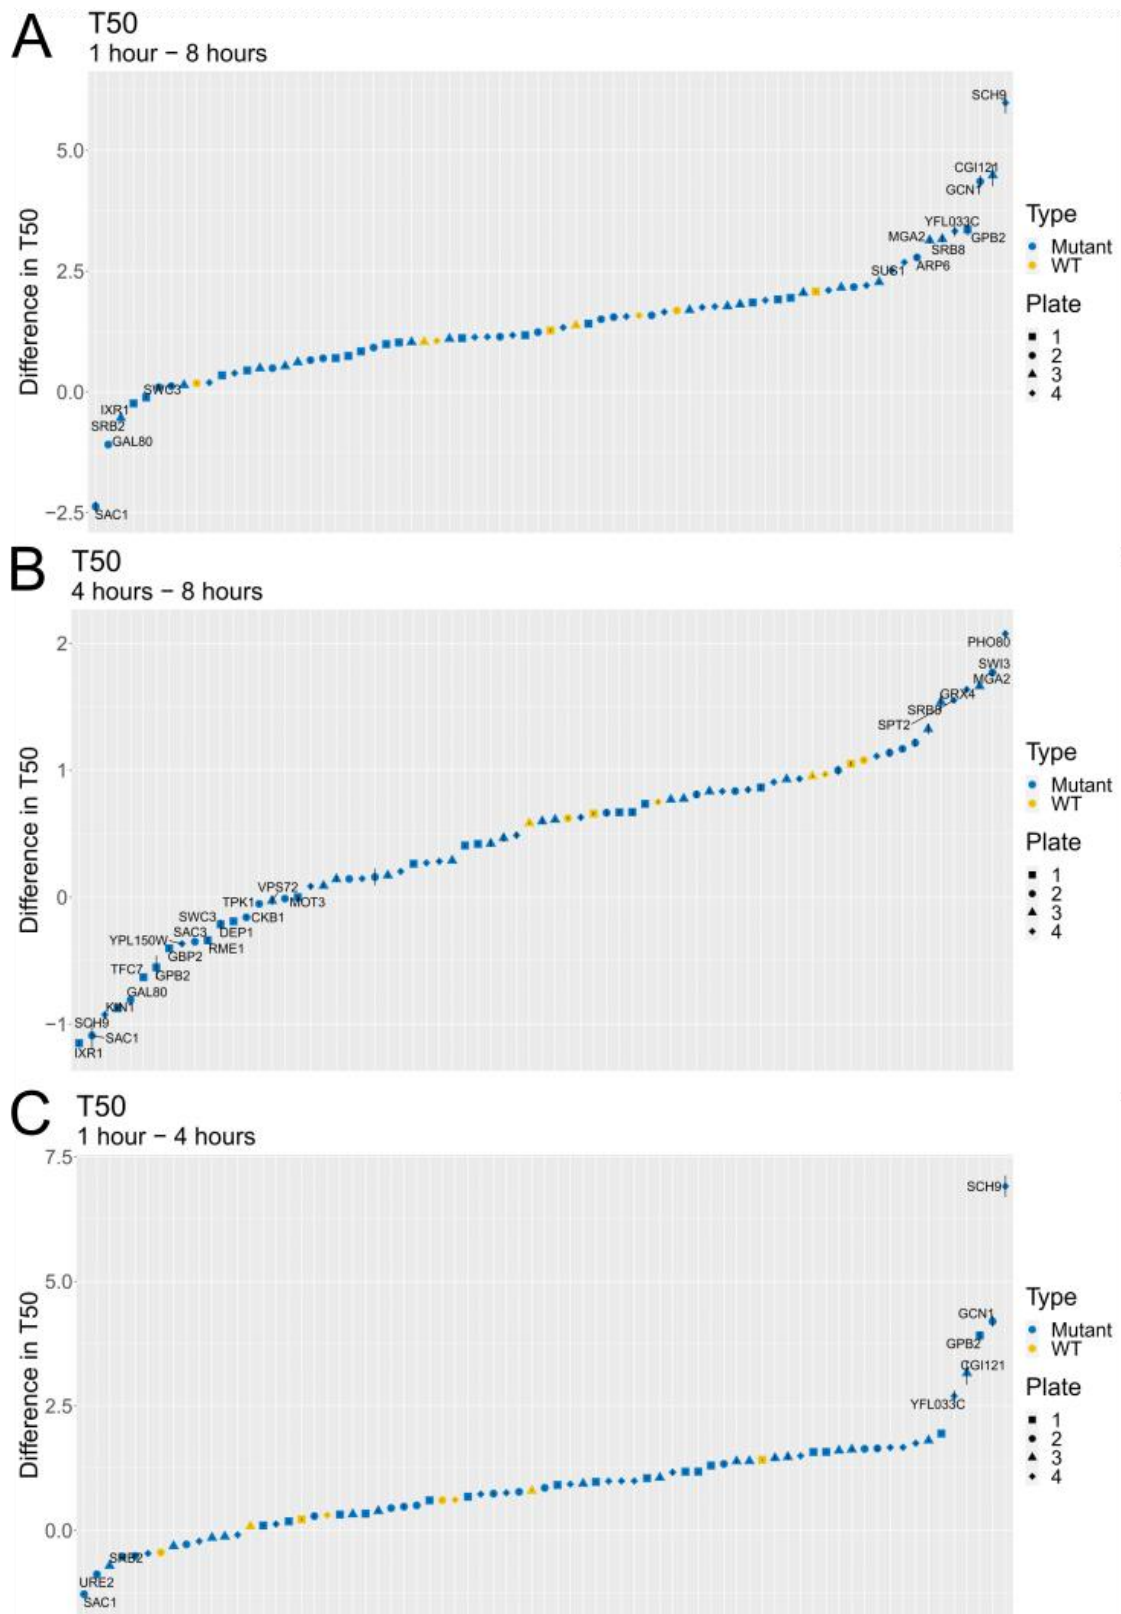 A
T50
1 hour − 8 hours
SCH9
5.0
CGI121
GCN1
Type
YFL033C
MGA2
GPB2
SRB8
Mutant
WT
2.5
SUS1
ARP6
Difference in T50
Plate
1
2
3
4
0.0
SWC3
IXR1
SRB2
GAL80
−2.5
SAC1
B
T50
4 hours − 8 hours
2
PHO80
SWI3
MGA2
GRX4
SRB8
SPT2
Type
Mutant
WT
1
Difference in T50
Plate
1
2
3
4
0
VPS72
TPK1
MOT3
SWC3
CKB1
SAC3
DEP1
YPL150W
RME1
GBP2
TFC7
GPB2
GAL80
KIN1
−1
SCH9
SAC1
IXR1
C
T50
1 hour − 4 hours
7.5
SCH9
5.0
Type
GCN1
Mutant
GPB2
WT
CGI121
Difference in T50
2.5
YFL033C
Plate
1
2
3
4
0.0
SRB2
URE2
SAC1